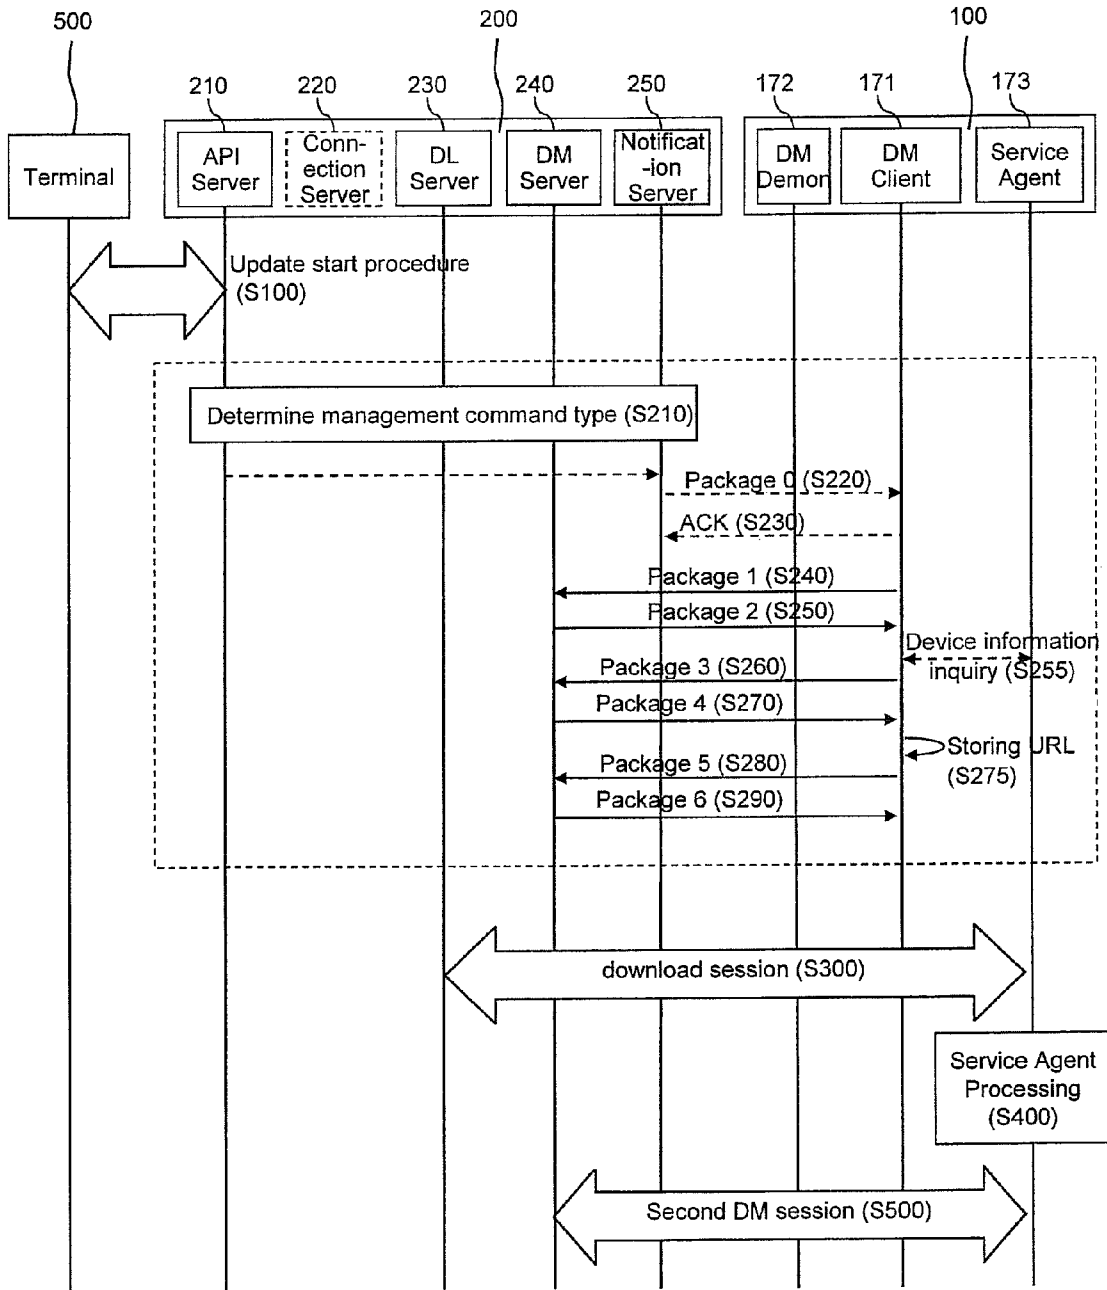 500
200
100
210
220
230
240
250
172
171
173
Terminal
API
Server
Conn-
ection
Server
DL
Server
DM
Server
Notificat
-ion
Server
DM
Demon
DM
Client
Service
Agent
Update start procedure
(S100)
Determine management command type (S210)
Package 0 (S220)
ACK (S230)
Package 1 (S240)
Package 2 (S250)
Device information
inquiry (S255)
Package 3 (S260)
Package 4 (S270)
Storing URL
(S275)
Package 5 (S280)
Package 6 (S290)
download session (S300)
Service Agent
Processing
(S400)
Second DM session (S500)